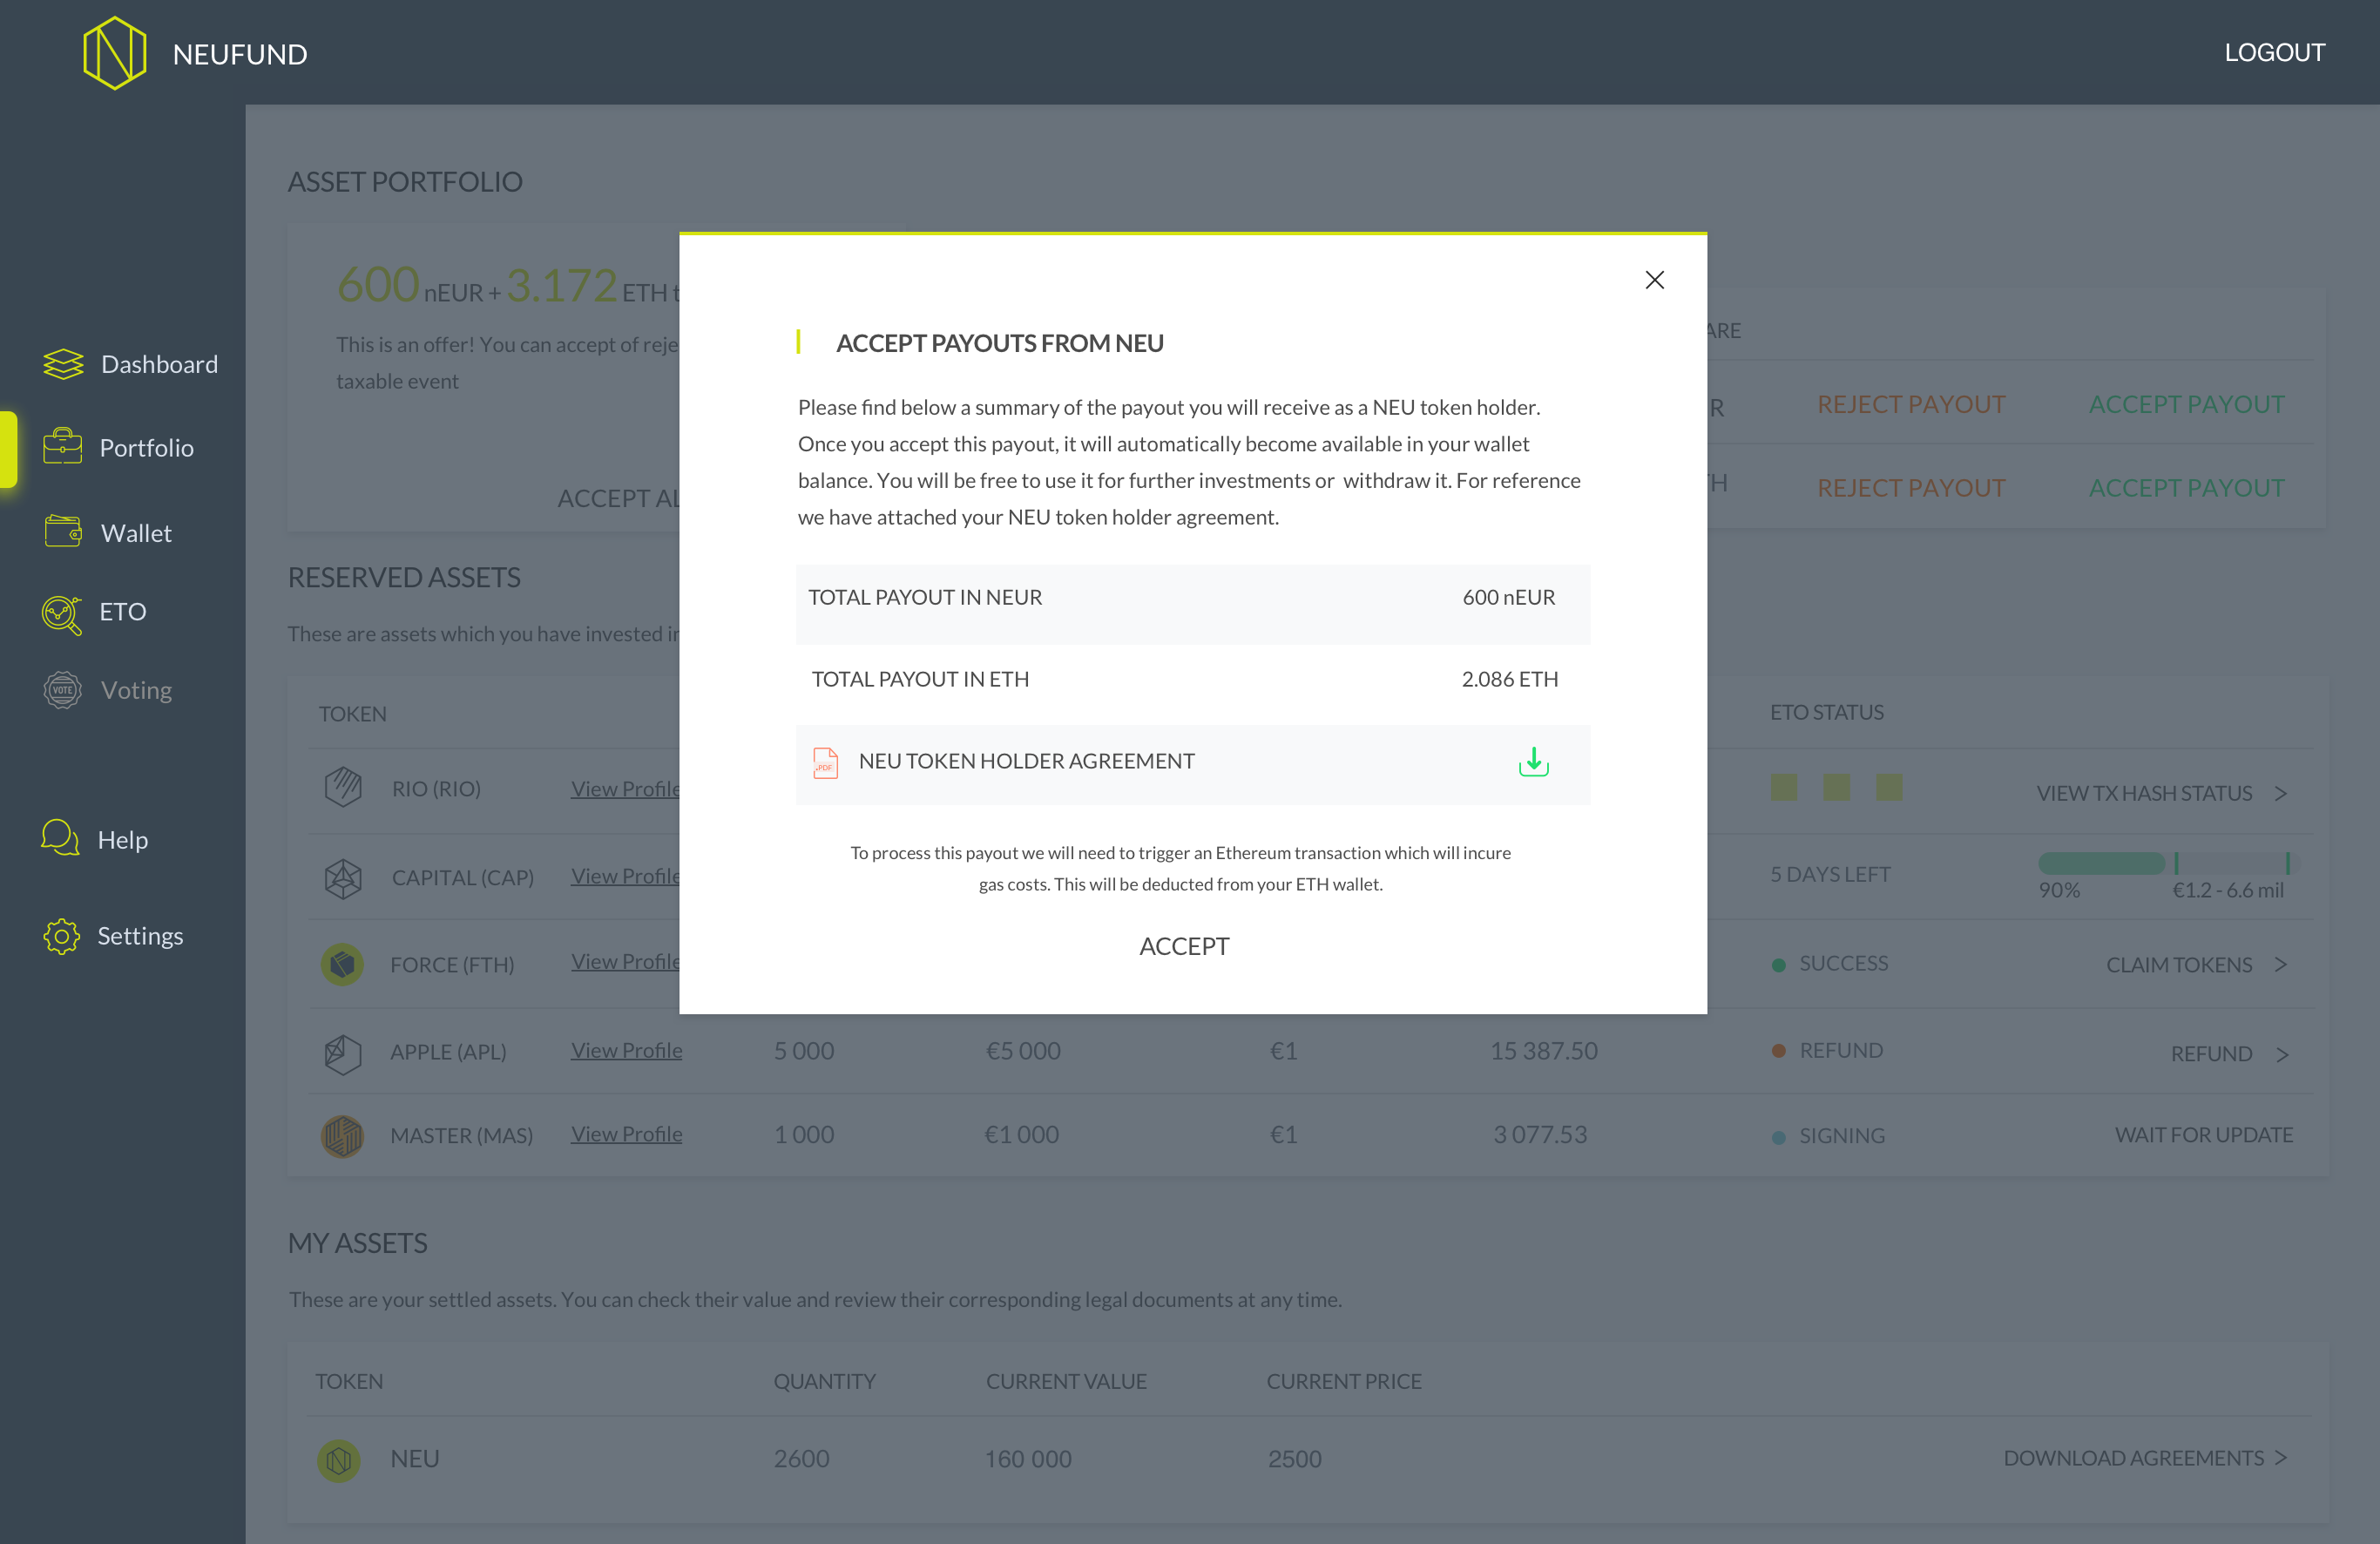 NEUFUND
LOGOUT
Dashboard
Portfolio
Wallet
ETO
VOTE
Voting
Help
Settings
ASSET PORTFOLIO
600 nEUR + 3.172 ETH t
This is an offer! You can accept of reje
taxable event
ACCEPT AL
ARE
R
REJECT PAYOUT
ACCEPT PAYOUT
TH
REJECT PAYOUT
ACCEPT PAYOUT
ACCEPT PAYOUTS FROM NEU
Please find below a summary of the payout you will receive as a NEU token holder.
Once you accept this payout, it will automatically become available in your wallet
balance. You will be free to use it for further investments or withdraw it. For reference
we have attached your NEU token holder agreement.
TOTAL PAYOUT IN NEUR
600 nEUR
TOTAL PAYOUT IN ETH
2.086 ETH
.PDF
NEU TOKEN HOLDER AGREEMENT
To process this payout we will need to trigger an Ethereum transaction which will incure
gas costs. This will be deducted from your ETH wallet.
ACCEPT
RESERVED ASSETS
These are assets which you have invested in
TOKEN
ETO STATUS
RIO (RIO)
View Profile
VIEW TX HASH STATUS >
CAPITAL (CAP)
View Profile
5 DAYS LEFT
90%
€1.2 - 6.6 mil
FORCE (FTH)
View Profile
SUCCESS
CLAIM TOKENS >
APPLE (APL)
View Profile
5 000
€5 000
€1
15 387.50
REFUND
REFUND >
MASTER (MAS)
View Profile
1 000
€1 000
€1
3 077.53
SIGNING
WAIT FOR UPDATE
MY ASSETS
These are your settled assets. You can check their value and review their corresponding legal documents at any time.
TOKEN
QUANTITY
CURRENT VALUE
CURRENT PRICE
NEU
2600
160 000
2500
DOWNLOAD AGREEMENTS >